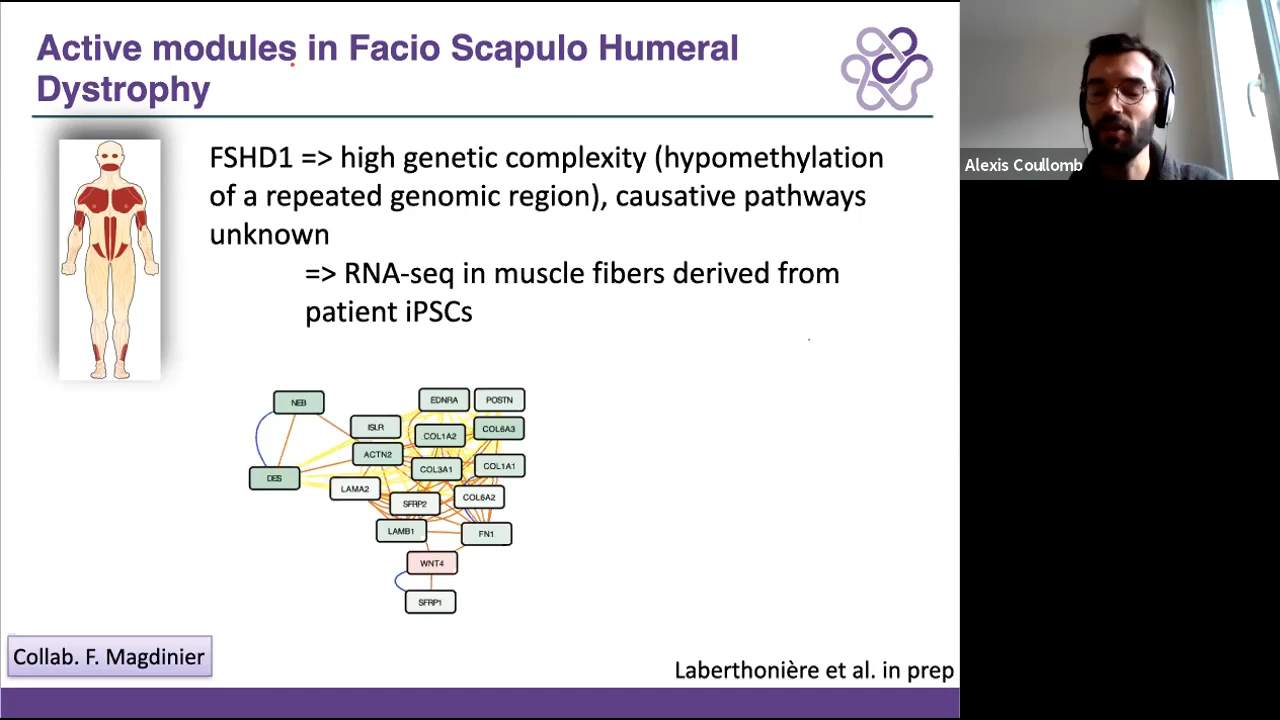 Active modules in Facio Scapulo Humeral
Dystrophy
FSHD1 => high genetic complexity (hypomethylation
of a repeated genomic region), causative pathways
unknown
=> RNA-seq in muscle fibers derived from
patient iPSCs
NEB
EDNRA
POSTN
ISLR
COL1A2
COL6A3
ACTN2
COL3A1
COL1A1
DES
LAMA2
SFRP2
COL6A2
LAMB1
FN1
WNT4
SFRP1
Collab. F. Magdinier
Laberthonière et al. in prep
Alexis Coullomb